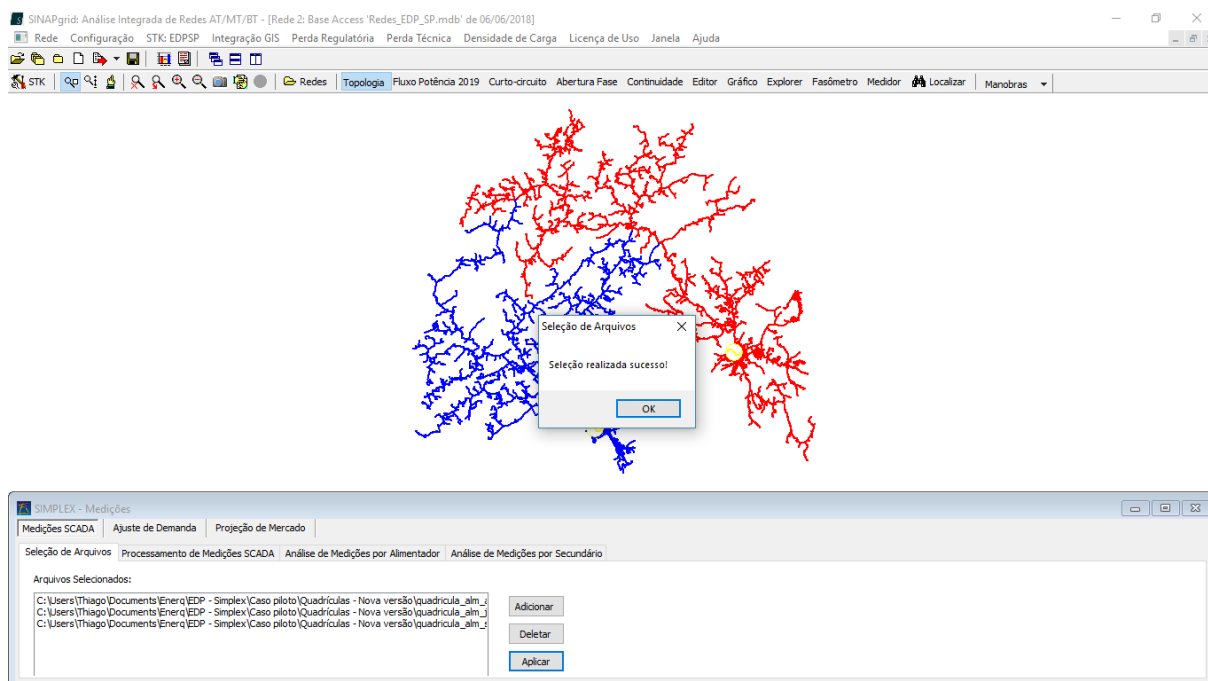 SINAPgrid: Análise Integrada de Redes AT/MT/BT - [Rede 2: Base Access 'Redes_EDP_SP.mdb' de 06/06/2018]
Rede Configuração STK: EDPSP Integração GIS Perda Regulatória Perda Técnica Densidade de Carga Licença de Uso Janela Ajuda
STK Redes Topologia Fluxo Potência 2019 Curto-circuito Abertura Fase Continuidade Editor Gráfico Explorer Fasômetro Medidor Localizar Manobras
Seleção de Arquivos
Seleção realizada sucesso!
OK
SIMPLEX - Medições
Medições SCADA Ajuste de Demanda Projeção de Mercado
Seleção de Arquivos Processamento de Medições SCADA Análise de Medições por Alimentador Análise de Medições por Secundário
Arquivos Selecionados:
C:\Users\Thiago\Documents\Enerq\EDP - Simplex\Caso piloto\Quadrículas - Nova versão\quadricula_alm_
C:\Users\Thiago\Documents\Enerq\EDP - Simplex\Caso piloto\Quadrículas - Nova versão\quadricula_alm_
C:\Users\Thiago\Documents\Enerq\EDP - Simplex\Caso piloto\Quadrículas - Nova versão\quadricula_alm_
Adicionar
Deletar
Aplicar